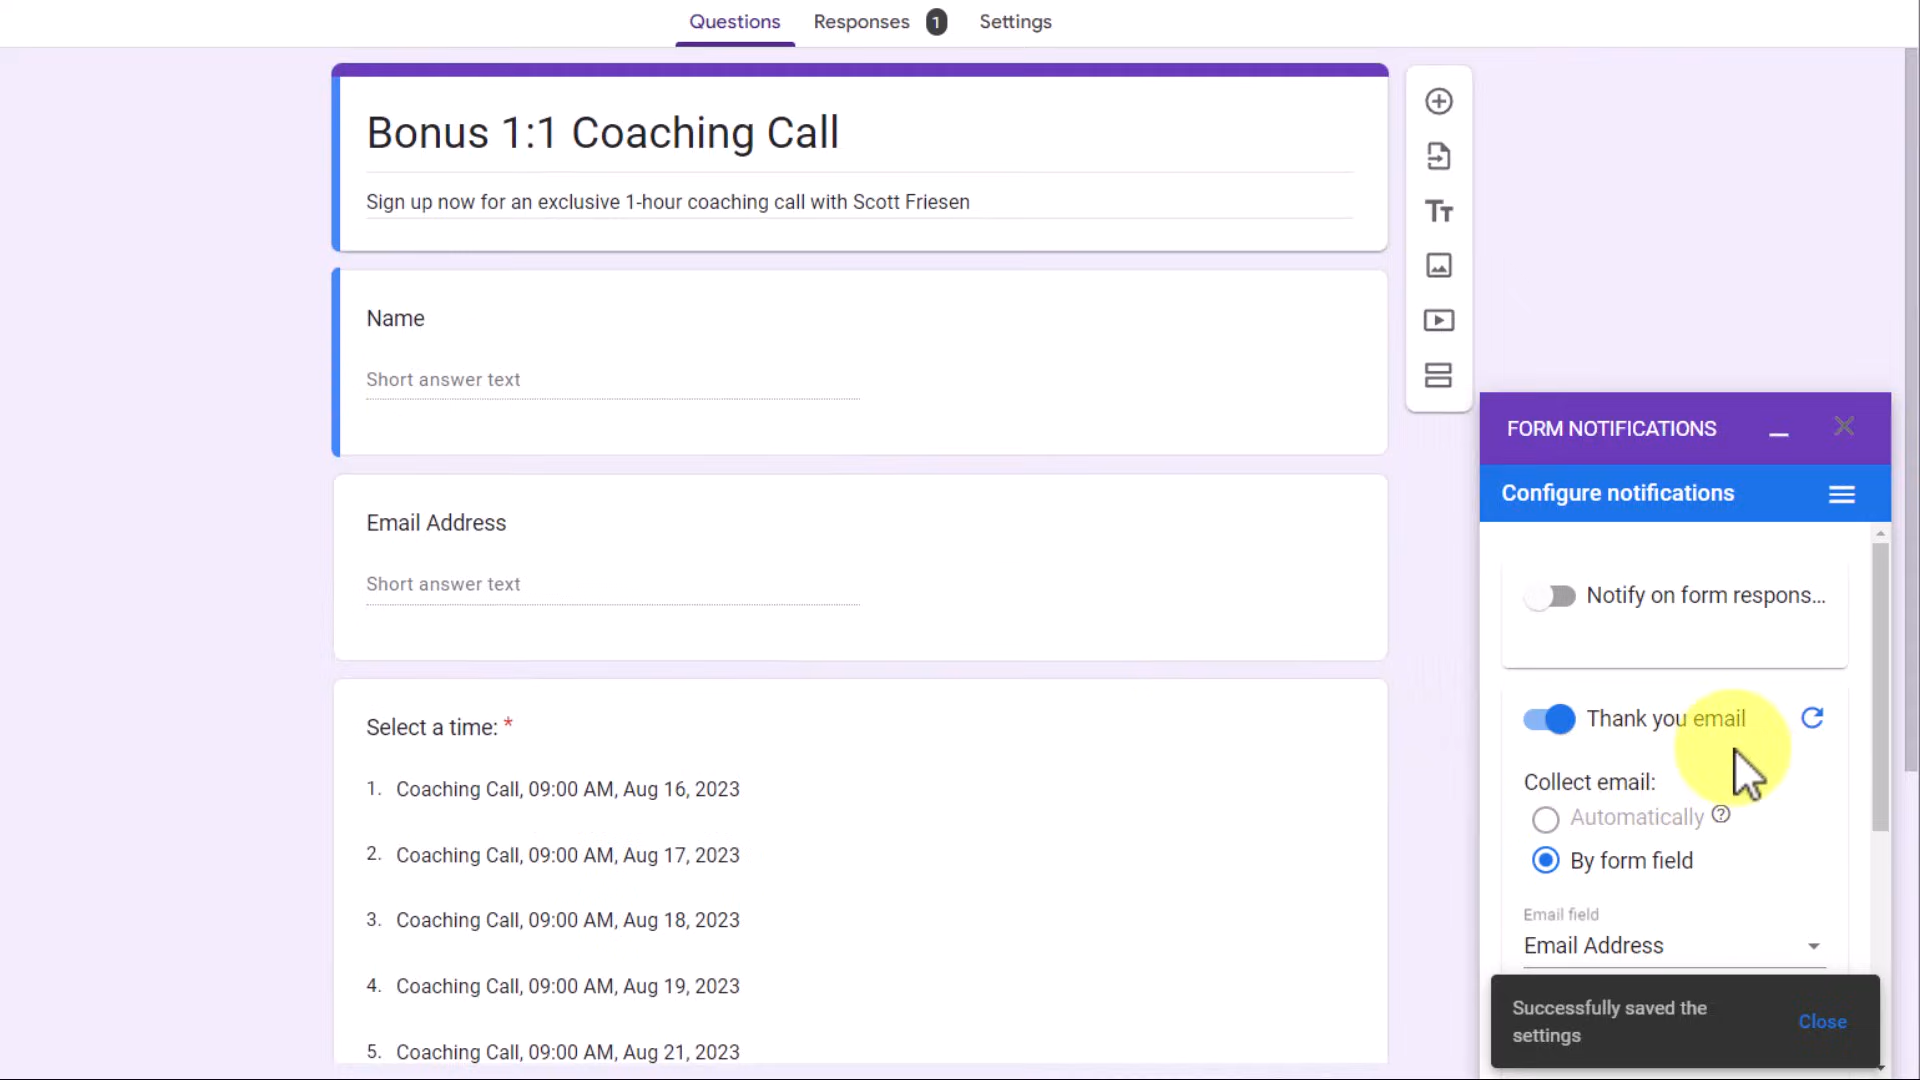 Questions
Responses 1
Settings
Bonus 1:1 Coaching Call
Sign up now for an exclusive 1-hour coaching call with Scott Friesen
Name
Short answer text
Email Address
Short answer text
Select a time: *
1. Coaching Call, 09:00 AM, Aug 16, 2023
2. Coaching Call, 09:00 AM, Aug 17, 2023
3. Coaching Call, 09:00 AM, Aug 18, 2023
4. Coaching Call, 09:00 AM, Aug 19, 2023
5. Coaching Call, 09:00 AM, Aug 21, 2023
Tт
FORM NOTIFICATIONS
Configure notifications
Notify on form respons...
Thank you email
Collect email:
Automatically ?
By form field
Email field
Email Address
Successfully saved the
settings
Close